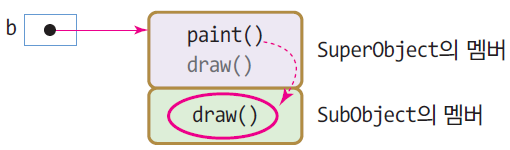 b
paint()
draw()
SuperObject의 멤버
draw()
SubObject의 멤버